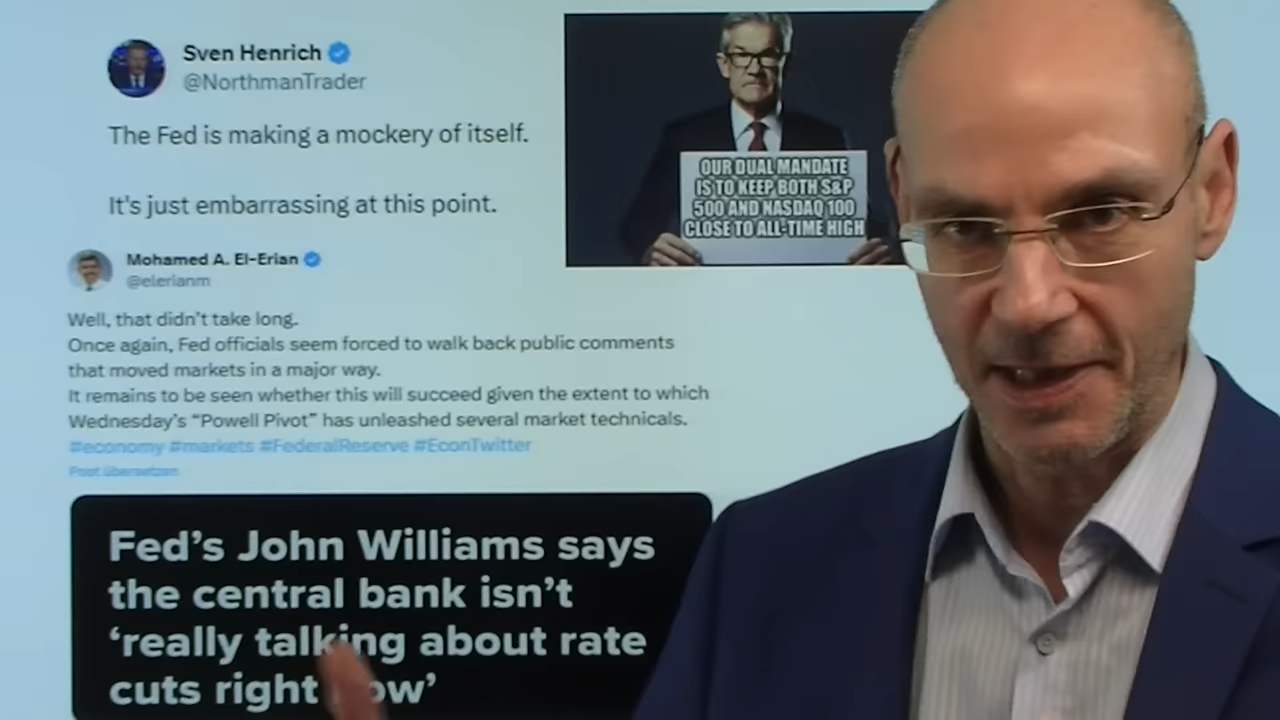 Sven Henrich
@NorthmanTrader
The Fed is making a mockery of itself.
It's just embarrassing at this point.
OUR DUAL MANDATE
IS TO KEEP BOTH S&P
500 AND NASDAQ 100
CLOSE TO ALL-TIME HIGH
Mohamed A. El-Erian
@elerianm
Well, that didn't take long.
Once again, Fed officials seem forced to walk back public comments
that moved markets in a major way.
It remains to be seen whether this will succeed given the extent to which
Wednesday's “Powell Pivot” has unleashed several market technicals.
#economy #markets #FederalReserve #EconTwitter
Post übersetzen
Fed's John Williams says
the central bank isn't
‘really talking about rate
cuts right now’